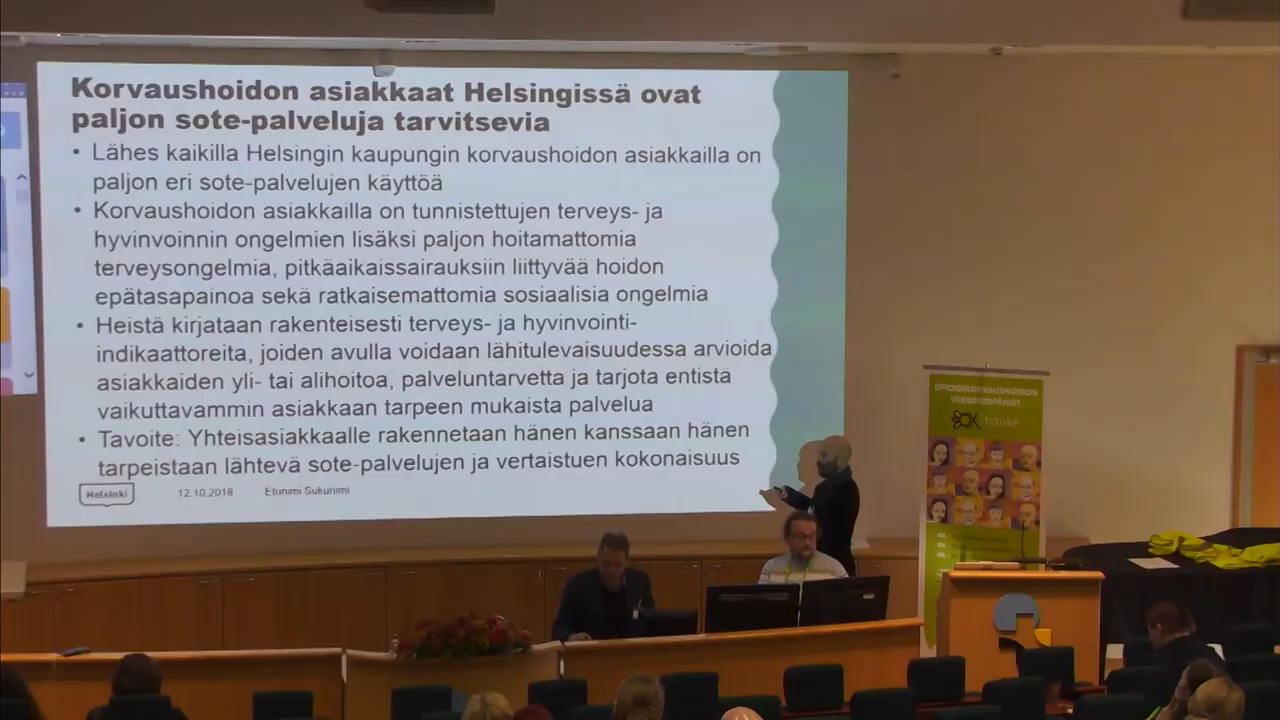 Korvaushoidon asiakkaat Helsingissä ovat
paljon sote-palveluja tarvitsevia
• Lähes kaikilla Helsingin kaupungin korvaushoidon asiakkailla on
paljon eri sote-palvelujen käyttöä
• Korvaushoidon asiakkailla on tunnistettujen terveys- ja
hyvinvoinnin ongelmien lisäksi paljon hoitamattomia
terveysongelmia, pitkäaikaissairauksiin liittyvää hoidon
epätasapainoa sekä ratkaisemattomia sosiaalisia ongelmia
• Heistä kirjataan rakenteisesti terveys- ja hyvinvointi-
indikaattoreita, joiden avulla voidaan lähitulevaisuudessa arvioida
asiakkaiden yli- tai alihoitoa, palveluntarvetta ja tarjota entistä
vaikuttavammin asiakkaan tarpeen mukaista palvelua
• Tavoite: Yhteisasiakkaalle rakennetaan hänen kanssaan hänen
tarpeistaan lähtevä sote-palvelujen ja vertaistuen kokonaisuus
Helsinki 12.10.2018 Etunimi Sukunimi
hanke